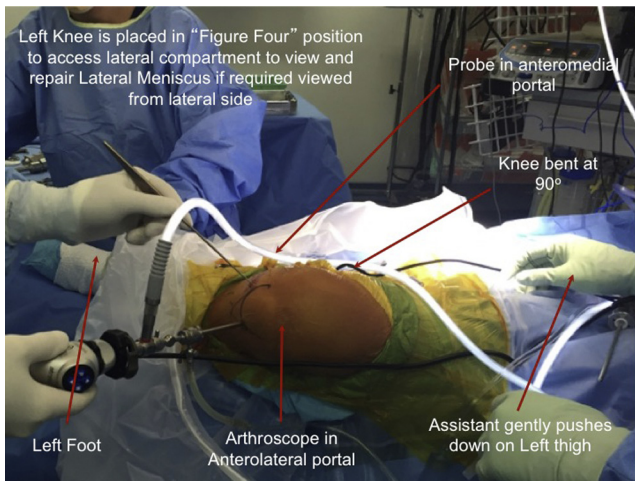 Left Knee is placed in “Figure Four” position
to access lateral compartment to view and
repair Lateral Meniscus if required viewed
from lateral side
Probe in anteromedial
portal
Knee bent at
90º
Left Foot
Arthroscope in
Anterolateral portal
Assistant gently pushes
down on Left thigh